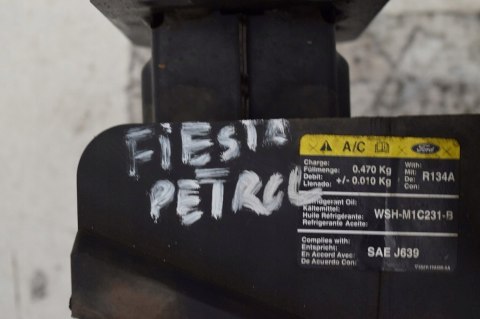 FIESTA
PETROL
A/C Ford
Charge:
Füllmenge: 0.470 Kg
Debit: +/- 0.010 Kg
Llenado:
With:
Mit: R134A
De:
Con:
Refrigerant Oil:
Kältemittel: WSH-M1C231-B
Huile Réfrigérante:
Refrigerante Aceite:
Complies with:
Entspricht: SAE J639
En Accord Avec:
De Acuerdo Con: